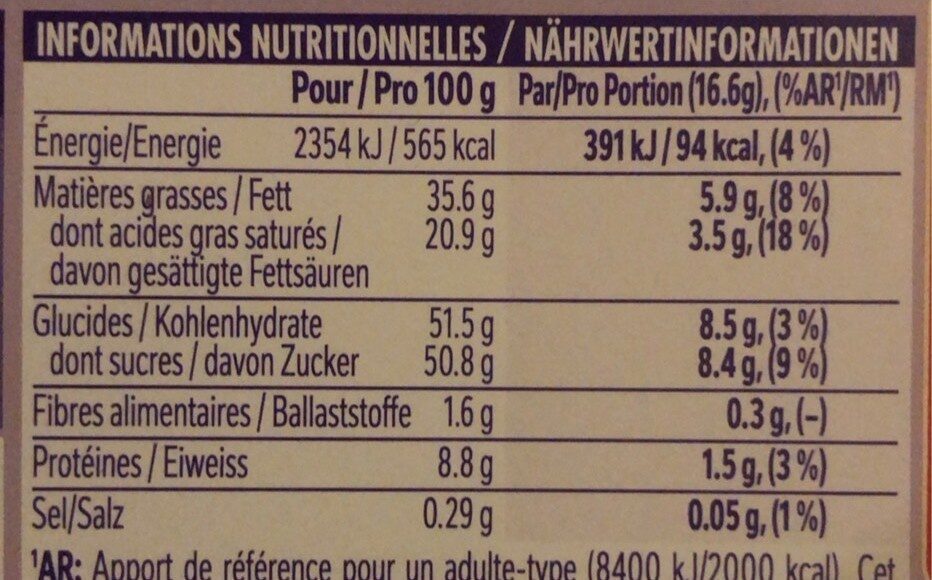 INFORMATIONS NUTRITIONNELLES / NÄHRWERTINFORMATIONEN
Pour / Pro 100 g Par/Pro Portion (16.6g), (%AR¹/RM¹)
Énergie/Energie 2354 kJ / 565 kcal 391 kJ / 94 kcal, (4 %)
Matières grasses / Fett 35.6 g 5.9 g, (8 %)
dont acides gras saturés / 20.9 g 3.5 g, (18 %)
davon gesättigte Fettsäuren
Glucides / Kohlenhydrate 51.5 g 8.5 g, (3 %)
dont sucres / davon Zucker 50.8 g 8.4 g, (9 %)
Fibres alimentaires / Ballaststoffe 1.6 g 0.3 g, (–)
Protéines / Eiweiss 8.8 g 1.5 g, (3 %)
Sel/Salz 0.29 g 0.05 g, (1 %)
¹AR: Apport de référence pour un adulte-type (8400 kJ/2000 kcal). Cet